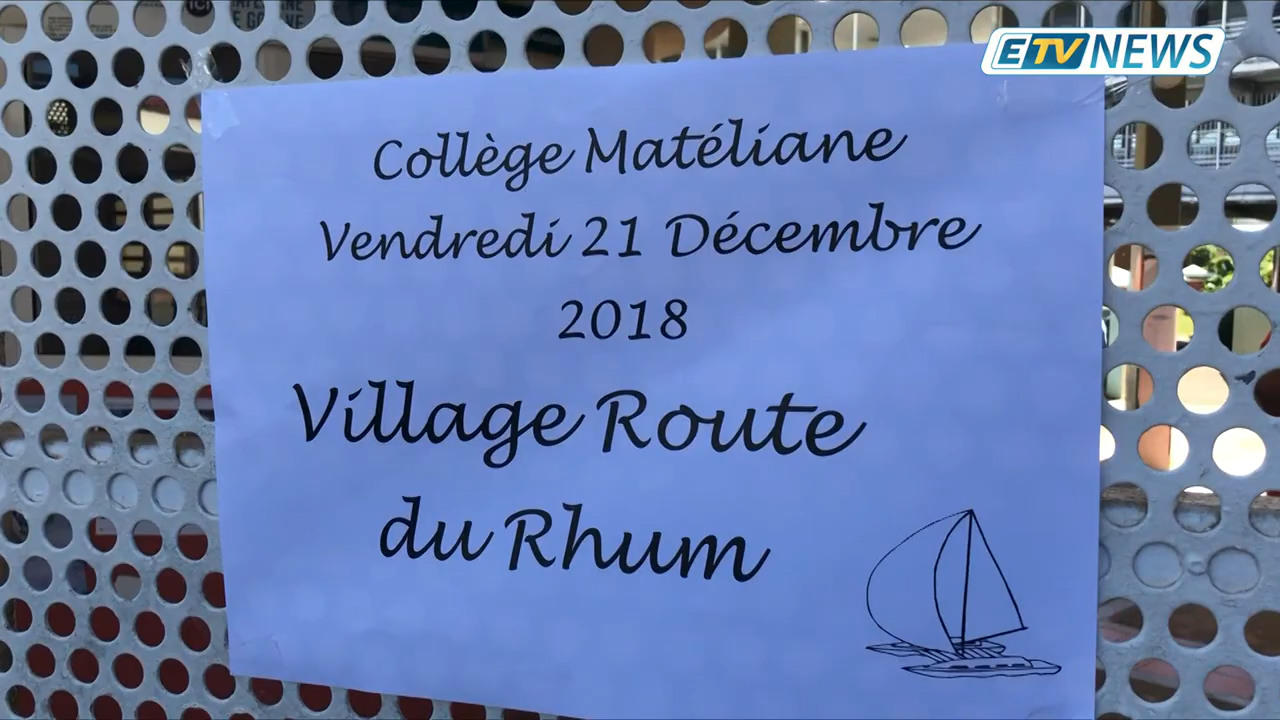 ETV NEWS
Collège Matéliane
Vendredi 21 Décembre
2018
Village Route
du Rhum